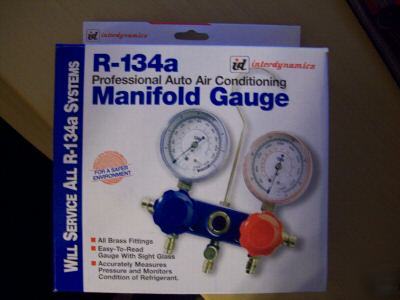 id interdynamics
id interdynamics
R-134a
Professional Auto Air Conditioning
Manifold Gauge
WILL SERVICE ALL R-134a SYSTEMS
FOR A SAFER
ENVIRONMENT
All Brass Fittings
Easy-To-Read
Gauge With Sight Glass
Accurately Measures
Pressure and Monitors
Condition of Refrigerant.